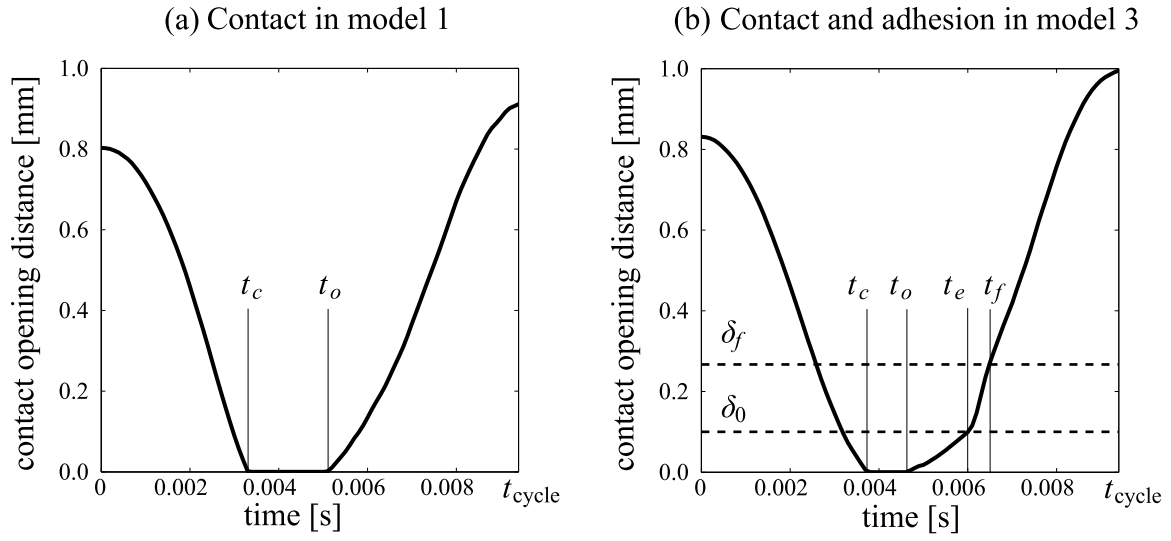 (a) Contact in model 1
contact opening distance [mm]
1.0
0.8
0.6
0.4
0.2
0.0
t_c
t_o
0
0.002
0.004
0.006
0.008
t_cycle
time [s]
(b) Contact and adhesion in model 3
contact opening distance [mm]
1.0
0.8
0.6
0.4
0.2
0.0
t_c
t_o
t_e
t_f
δ_f
δ_0
0
0.002
0.004
0.006
0.008
t_cycle
time [s]